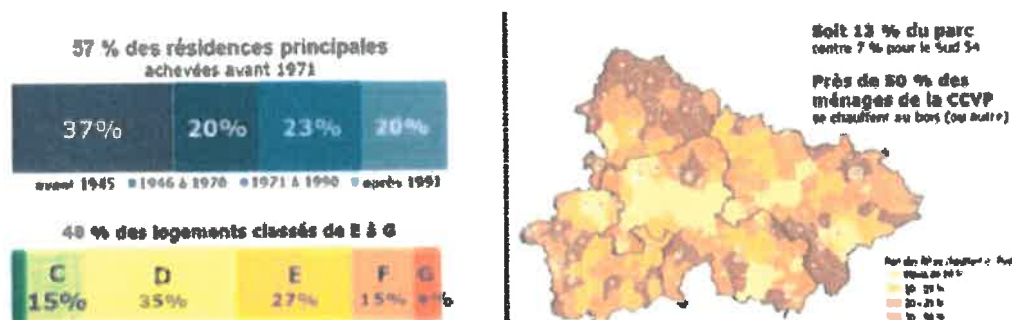 57 % des résidences principales
achevées avant 1971
37% 20% 23% 20%
avant 1945 1946 à 1970 1971 à 1990 après 1991
48 % des logements classés de E à G
C D E F G
15% 35% 27% 15%
Soit 13 % du parc
contre 7 % pour le Sud 54
Près de 50 % des
ménages de la CCVP
se chauffent au bois (ou autre)